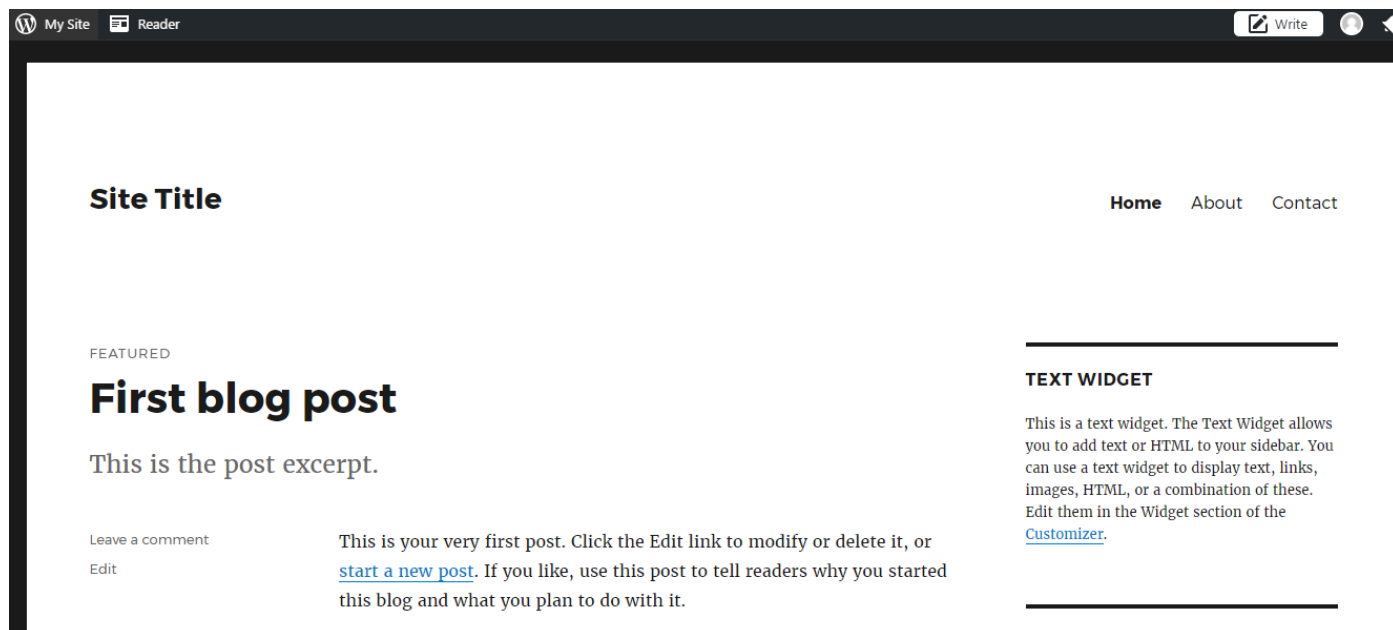 My Site Reader Write
Site Title
Home About Contact
FEATURED
First blog post
This is the post excerpt.
Leave a comment
Edit
This is your very first post. Click the Edit link to modify or delete it, or
start a new post. If you like, use this post to tell readers why you started
this blog and what you plan to do with it.
TEXT WIDGET
This is a text widget. The Text Widget allows
you to add text or HTML to your sidebar. You
can use a text widget to display text, links,
images, HTML, or a combination of these.
Edit them in the Widget section of the
Customizer.